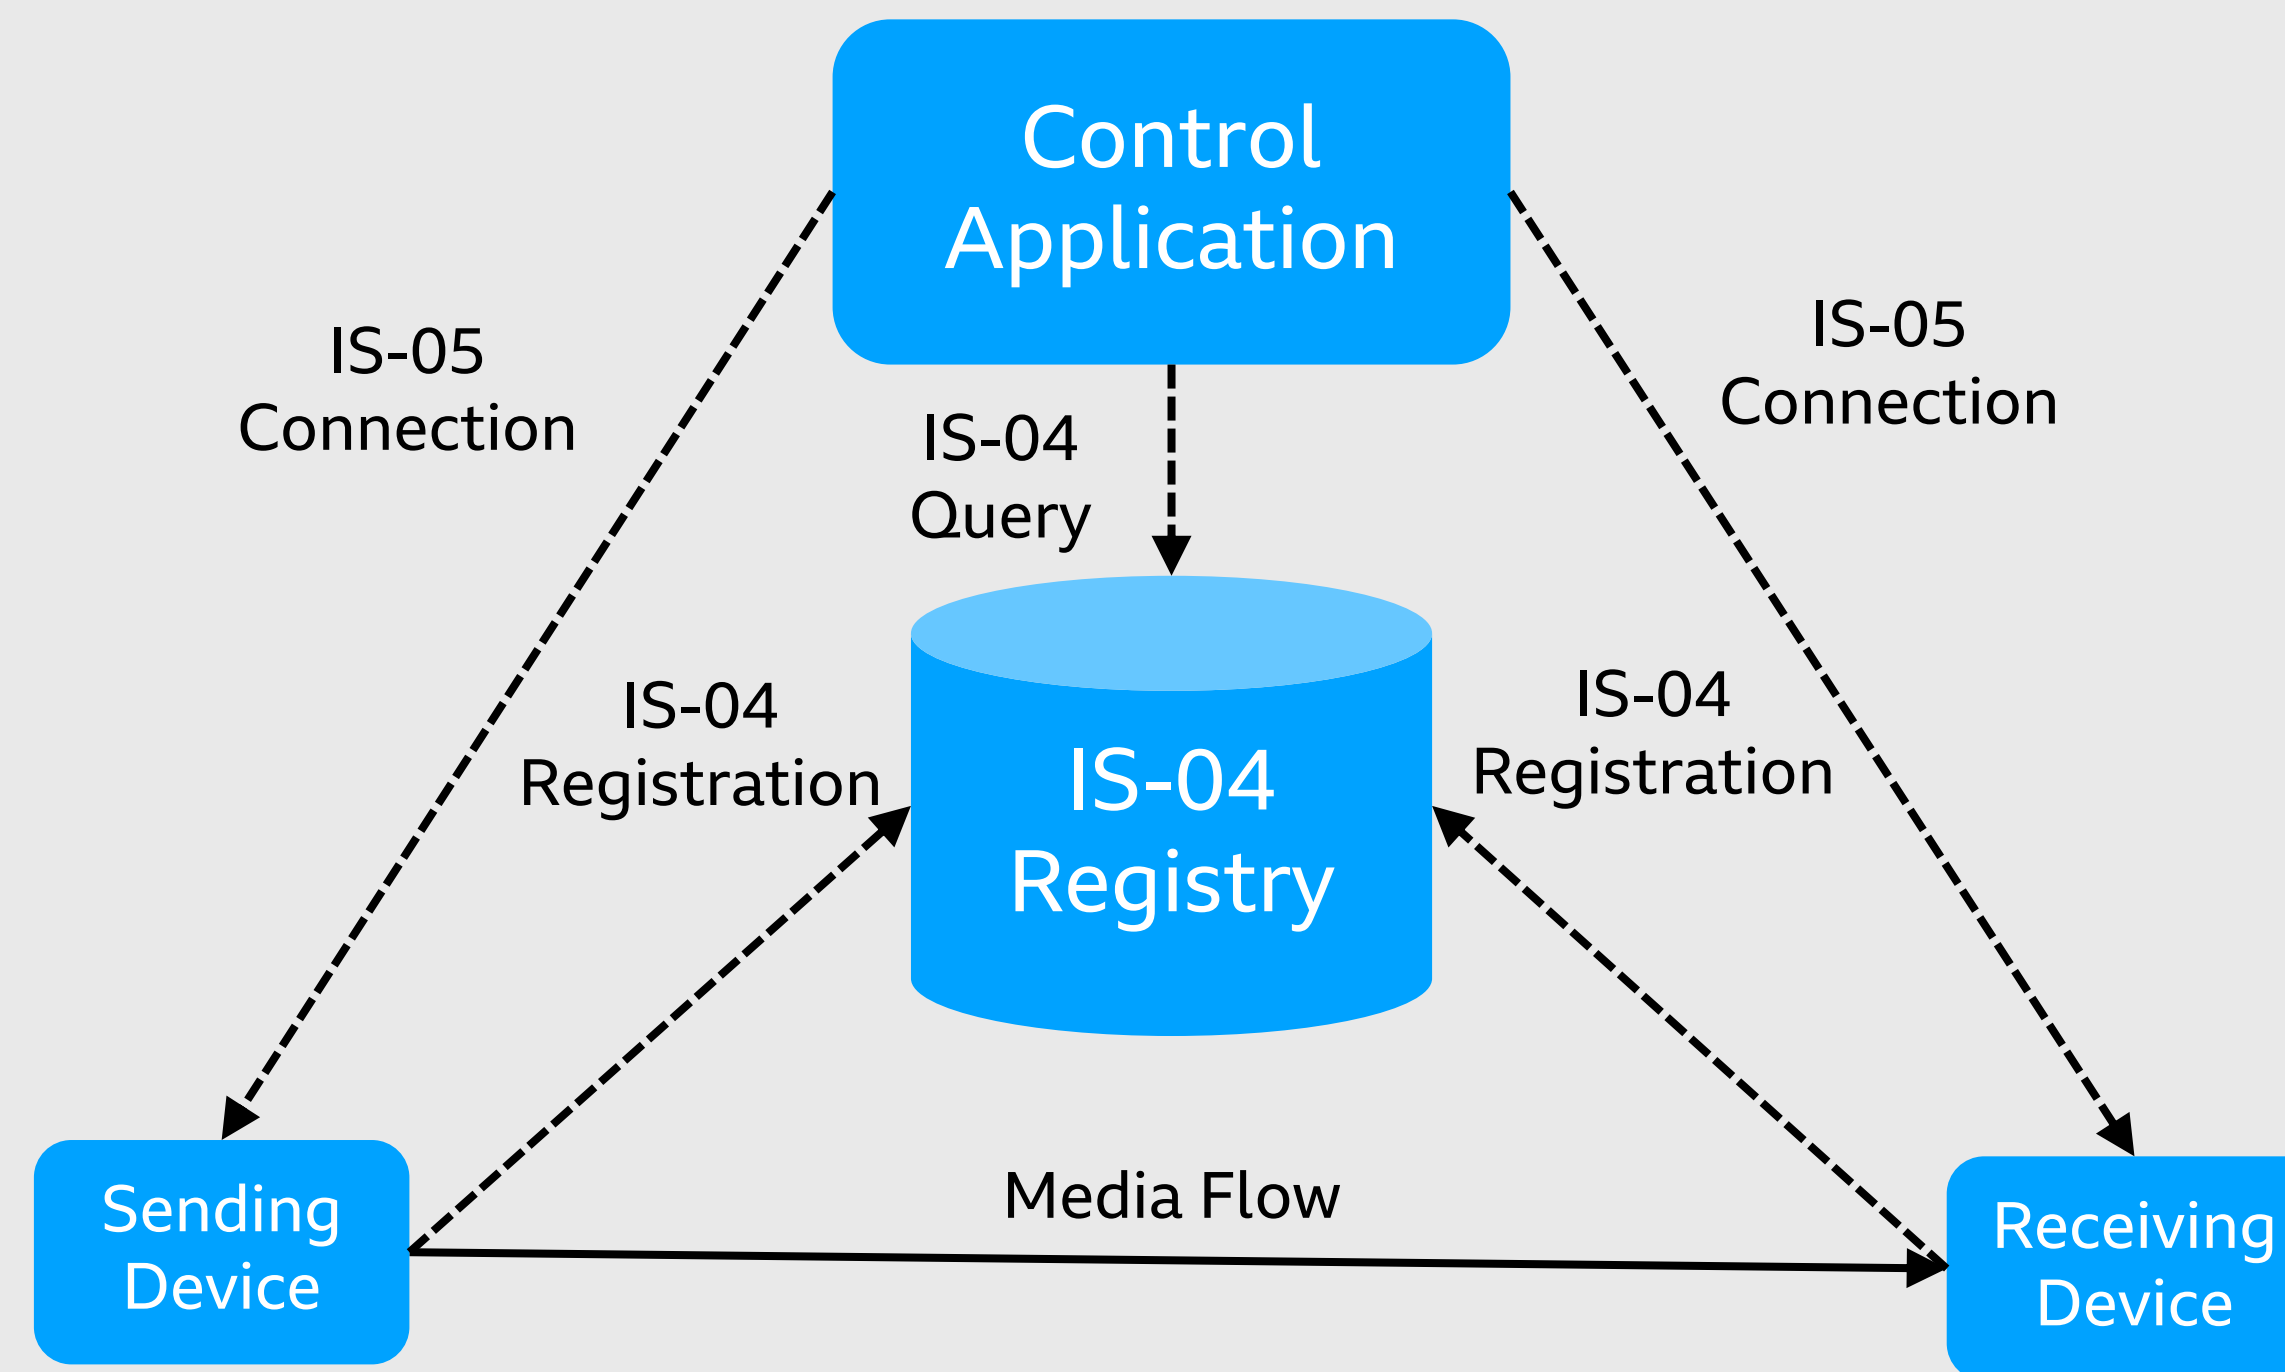 Control
Application
IS-05
Connection
IS-05
Connection
IS-04
Query
IS-04
Registration
IS-04
Registration
IS-04
Registry
Media Flow
Sending
Device
Receiving
Device